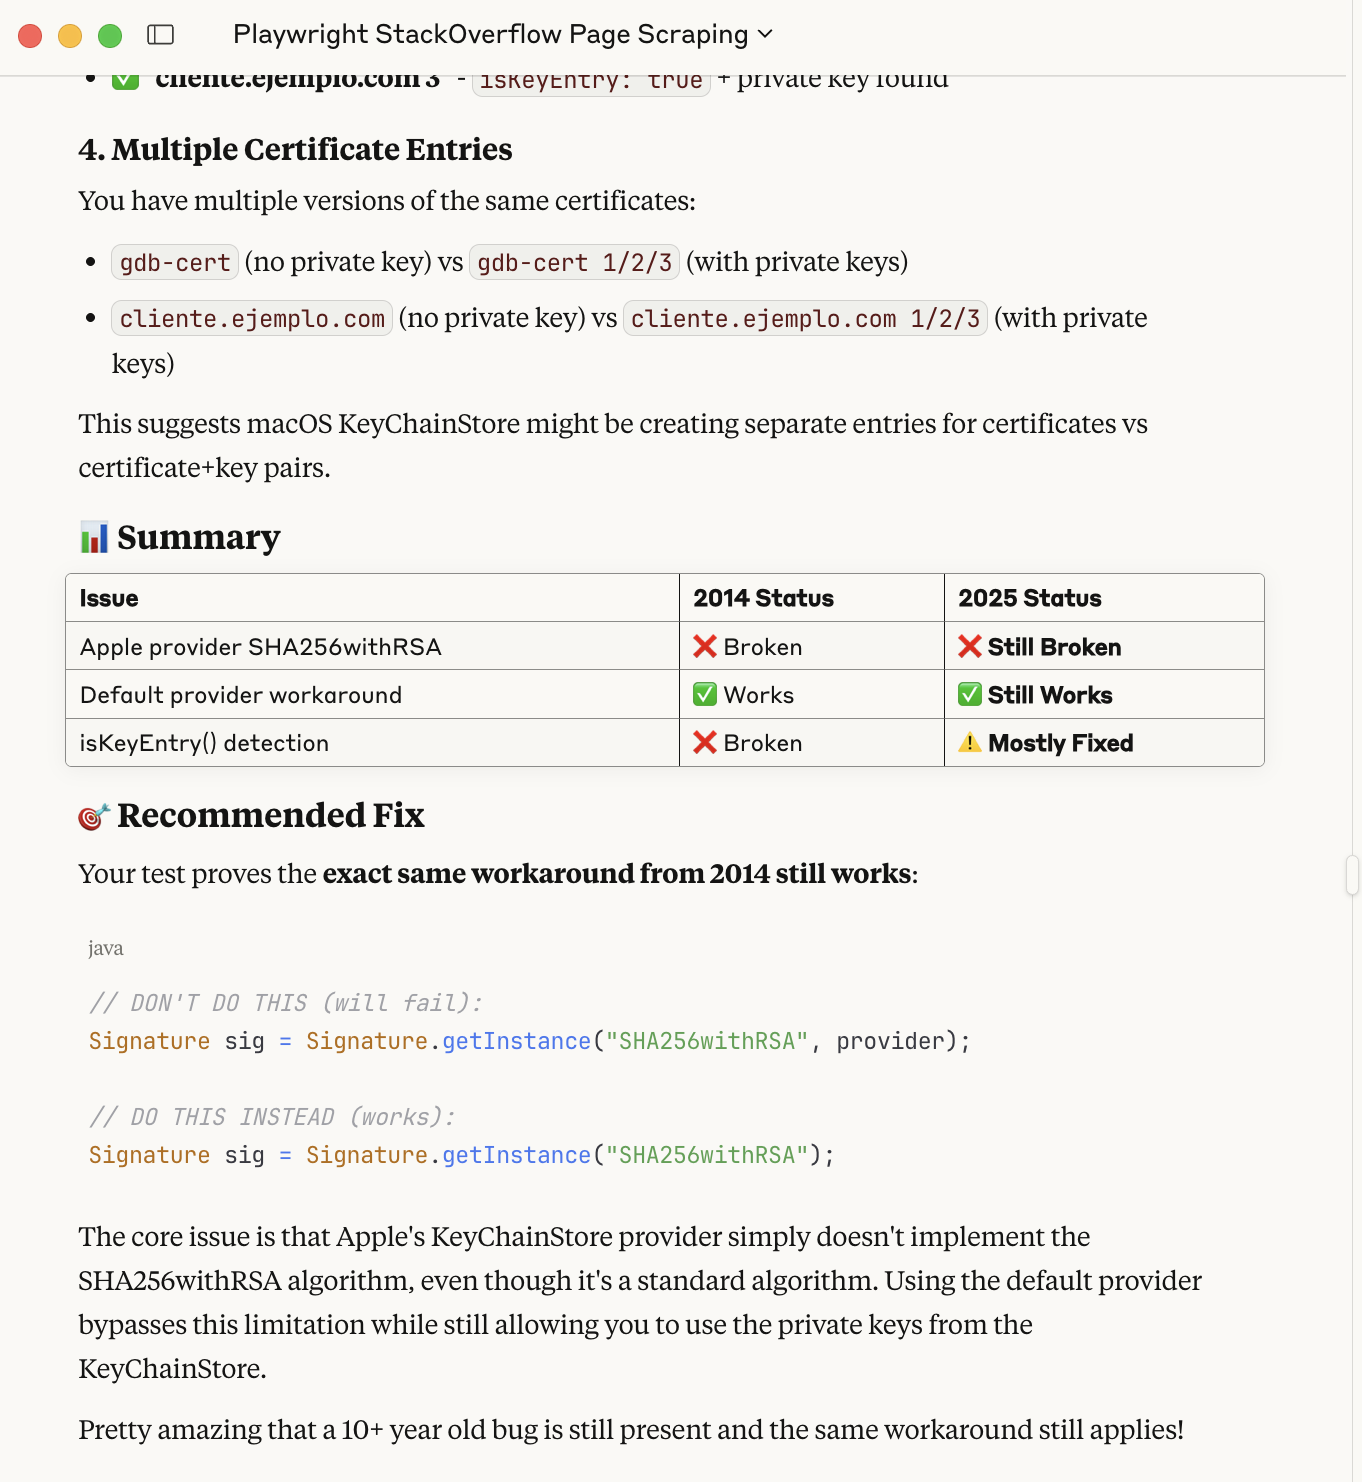 Playwright StackOverflow Page Scraping
• ✅ cliente.ejemplo.com 3 - isKeyEntry: true + private key found
4. Multiple Certificate Entries
You have multiple versions of the same certificates:
• gdb-cert (no private key) vs gdb-cert 1/2/3 (with private keys)
• cliente.ejemplo.com (no private key) vs cliente.ejemplo.com 1/2/3 (with private
keys)
This suggests macOS KeyChainStore might be creating separate entries for certificates vs
certificate+key pairs.
📊 Summary
Issue 2014 Status 2025 Status
Apple provider SHA256withRSA ❌ Broken ❌ Still Broken
Default provider workaround ✅ Works ✅ Still Works
isKeyEntry() detection ❌ Broken ⚠️ Mostly Fixed
🎯 Recommended Fix
Your test proves the exact same workaround from 2014 still works:
java
// DON'T DO THIS (will fail):
Signature sig = Signature.getInstance("SHA256withRSA", provider);
// DO THIS INSTEAD (works):
Signature sig = Signature.getInstance("SHA256withRSA");
The core issue is that Apple's KeyChainStore provider simply doesn't implement the
SHA256withRSA algorithm, even though it's a standard algorithm. Using the default provider
bypasses this limitation while still allowing you to use the private keys from the
KeyChainStore.
Pretty amazing that a 10+ year old bug is still present and the same workaround still applies!